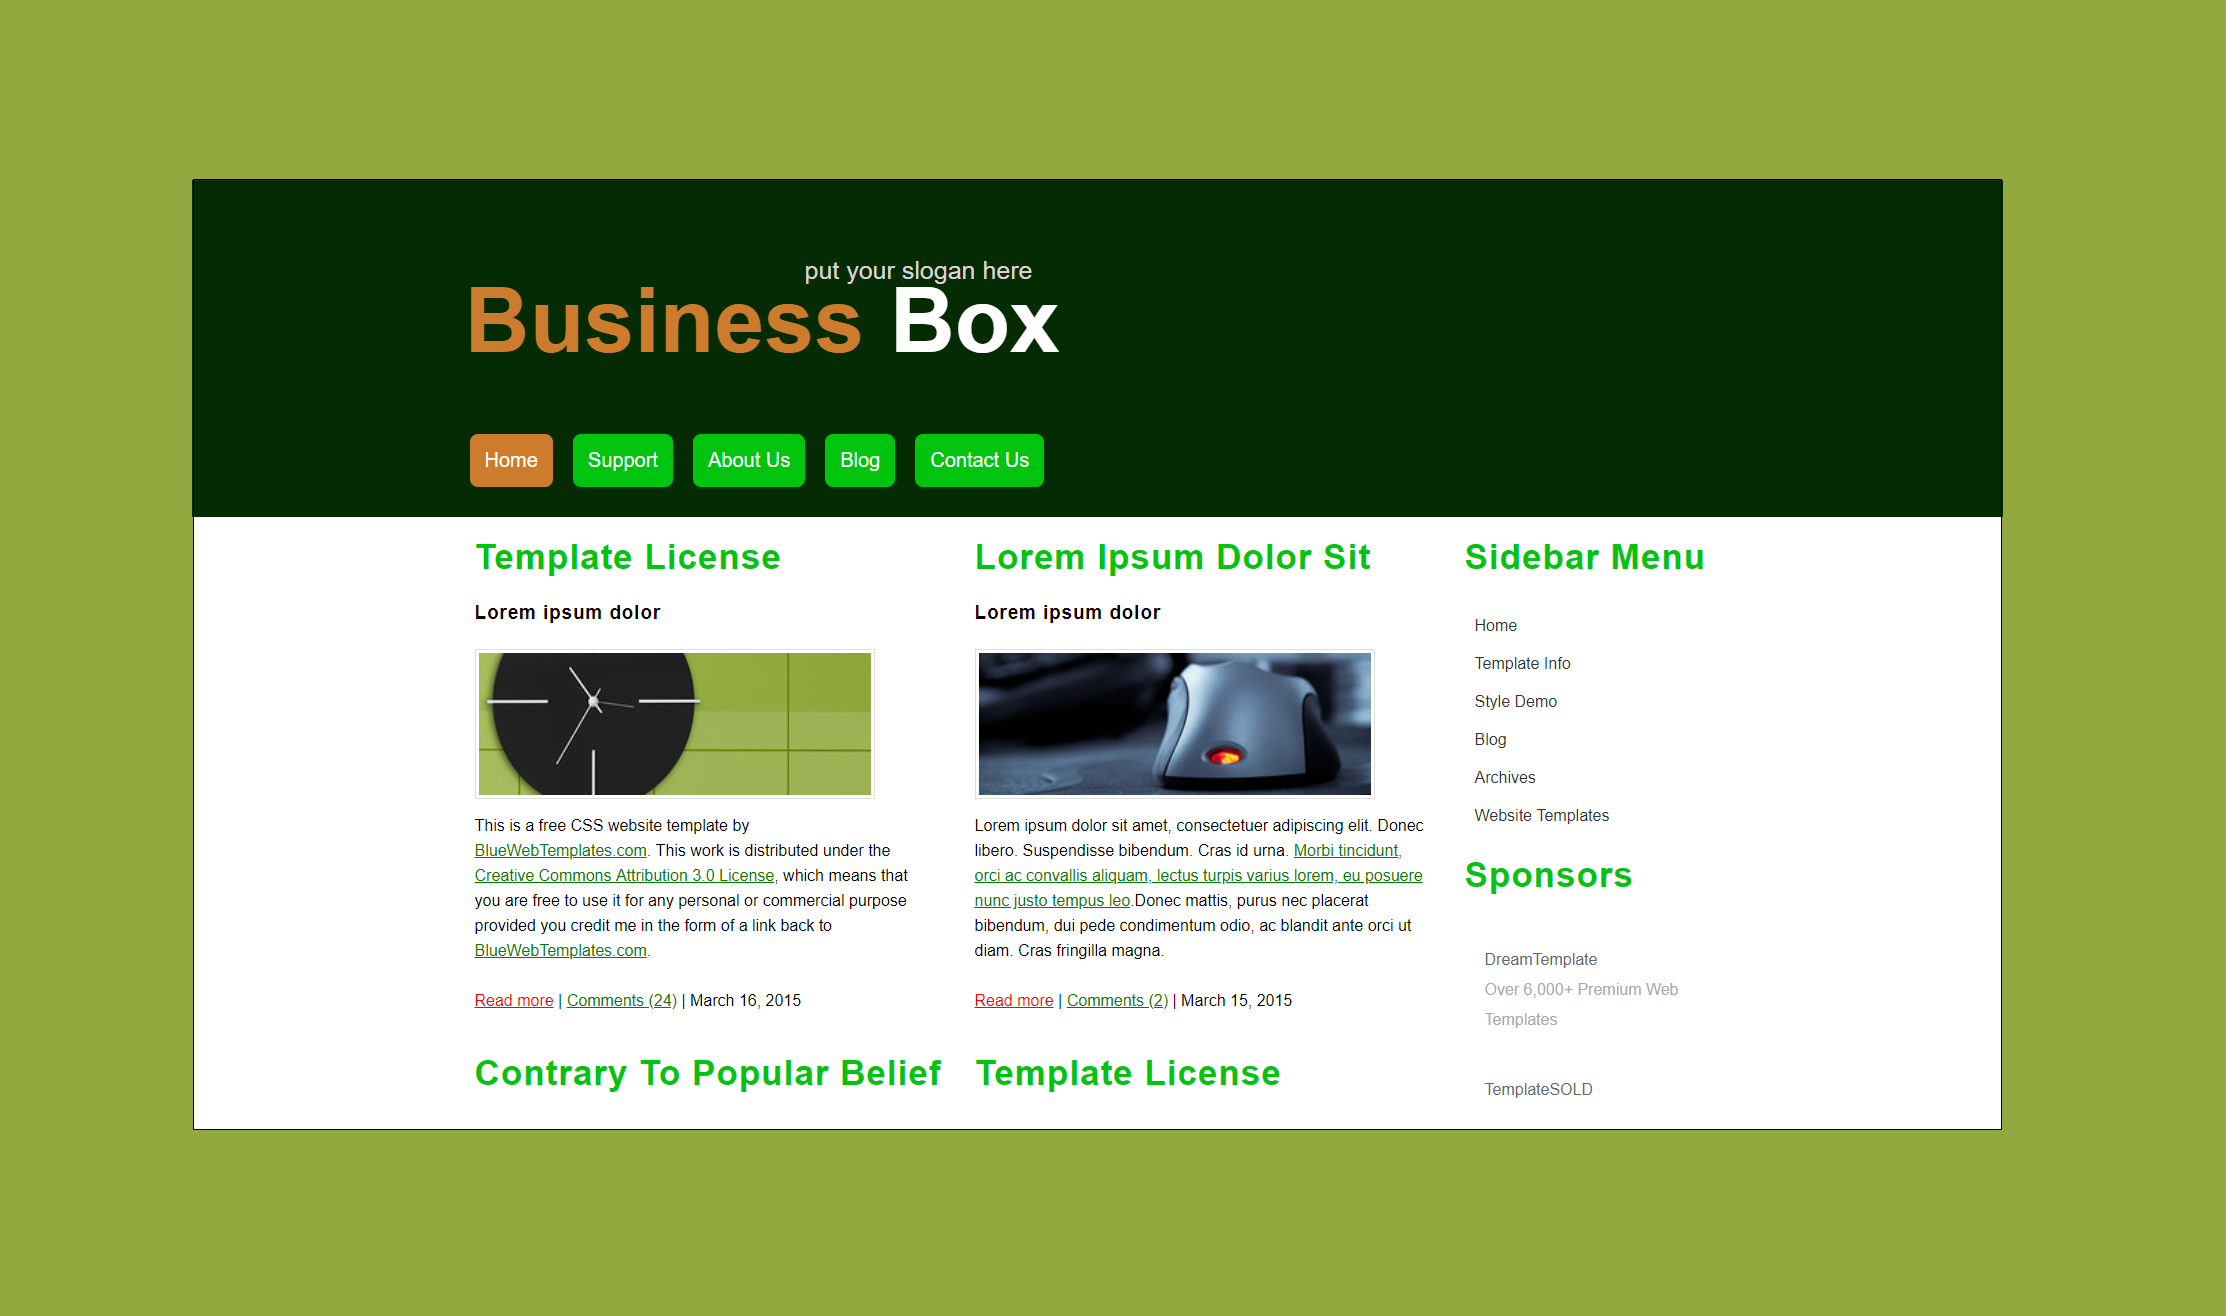 put your slogan here
Business Box
Home
Support
About Us
Blog
Contact Us
Template License
Lorem ipsum dolor
This is a free CSS website template by
BlueWebTemplates.com. This work is distributed under the
Creative Commons Attribution 3.0 License, which means that
you are free to use it for any personal or commercial purpose
provided you credit me in the form of a link back to
BlueWebTemplates.com.
Read more | Comments (24) | March 16, 2015
Contrary To Popular Belief
Lorem Ipsum Dolor Sit
Lorem ipsum dolor
Lorem ipsum dolor sit amet, consectetuer adipiscing elit. Donec
libero. Suspendisse bibendum. Cras id urna. Morbi tincidunt,
orci ac convallis aliquam, lectus turpis varius lorem, eu posuere
nunc justo tempus leo.Donec mattis, purus nec placerat
bibendum, dui pede condimentum odio, ac blandit ante orci ut
diam. Cras fringilla magna.
Read more | Comments (2) | March 15, 2015
Template License
Sidebar Menu
Home
Template Info
Style Demo
Blog
Archives
Website Templates
Sponsors
DreamTemplate
Over 6,000+ Premium Web
Templates
TemplateSOLD